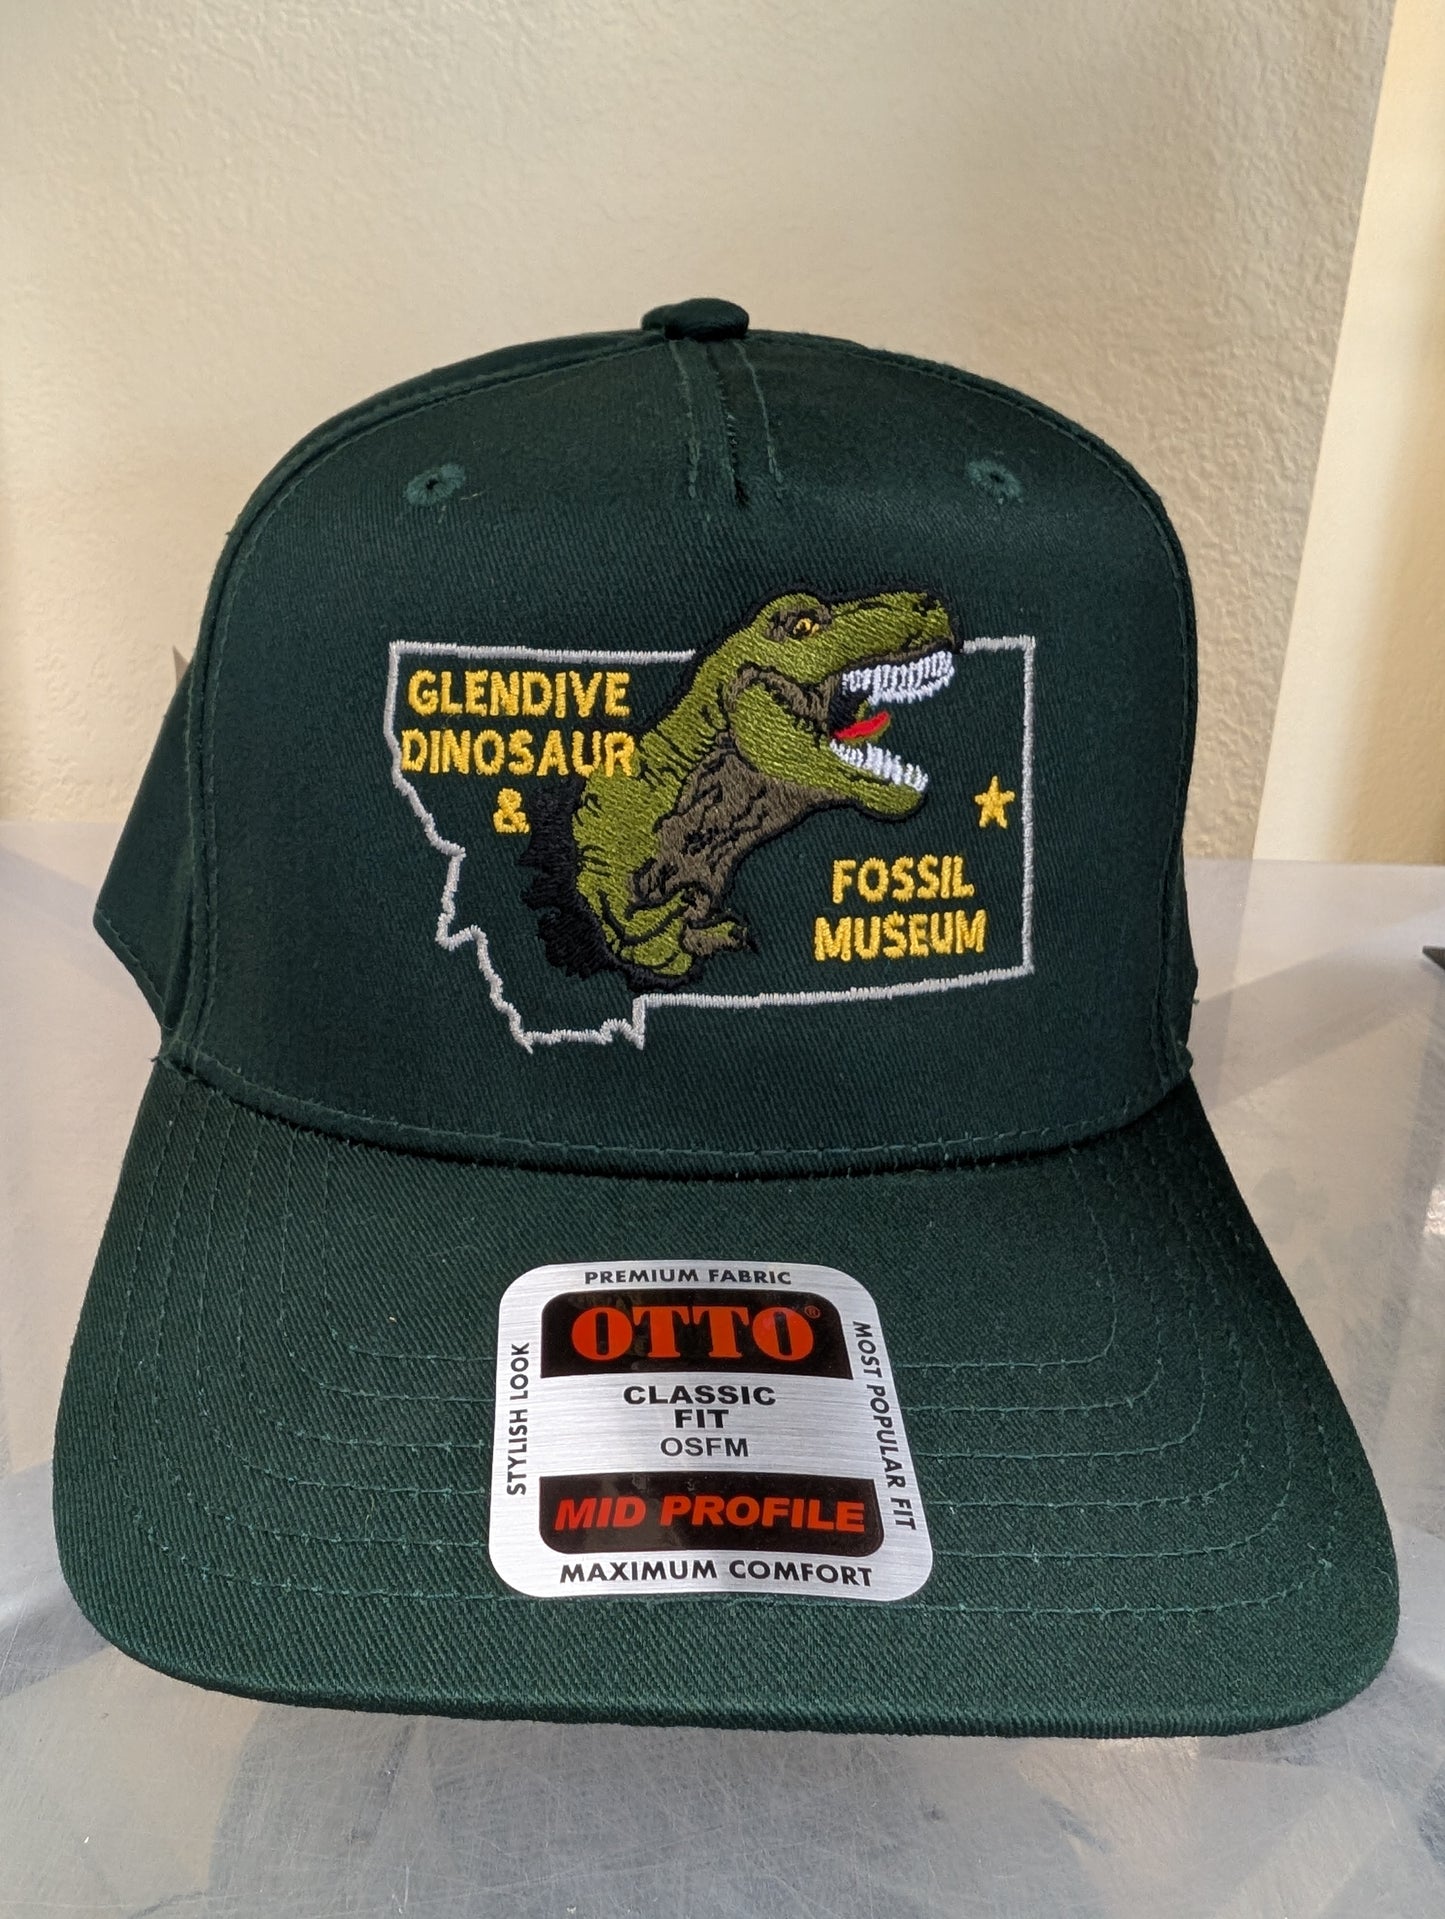 GLENDIVE
DINOSAUR
&
FOSSIL
MUSEUM
PREMIUM FABRIC
OTTO®
CLASSIC
FIT
OSFM
MID PROFILE
MAXIMUM COMFORT
STYLISH LOOK
MOST POPULAR FIT